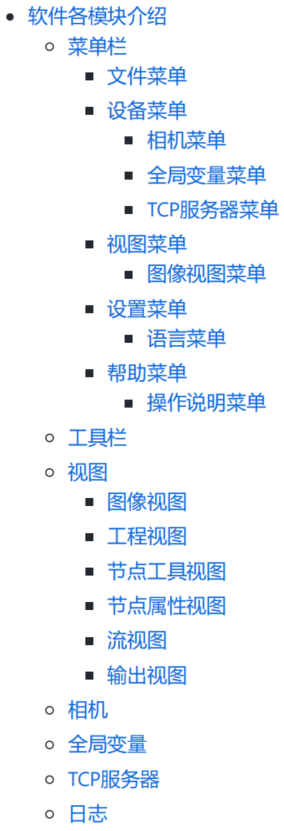 软件各模块介绍
菜单栏
文件菜单
设备菜单
相机菜单
全局变量菜单
TCP服务器菜单
视图菜单
图像视图菜单
设置菜单
语言菜单
帮助菜单
操作说明菜单
工具栏
视图
图像视图
工程视图
节点工具视图
节点属性视图
流视图
输出视图
相机
全局变量
TCP服务器
日志